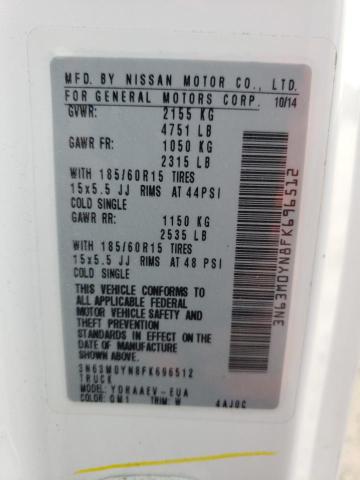 MFD. BY NISSAN MOTOR CO., LTD.
FOR GENERAL MOTORS CORP. 10/14
GVWR: 2155 KG
4751 LB
GAWR FR: 1050 KG
2315 LB
WITH 185/60R15 TIRES
15x5.5 JJ RIMS AT 44PSI
COLD SINGLE
GAWR RR: 1150 KG
2535 LB
WITH 185/60R15 TIRES
15x5.5 JJ RIMS AT 48 PSI
COLD SINGLE
THIS VEHICLE CONFORMS TO
ALL APPLICABLE FEDERAL
MOTOR VEHICLE SAFETY AND
THEFT PREVENTION
STANDARDS IN EFFECT ON
THE DATE OF MANUFACTURE
SHOWN ABOVE.
3N63M0YN8FK696512
TRUCK
MODEL: YDRAAEV-EUA
COLOR: QM1 TRIM: W 4AJ0C
3N63M0YN8FK696512